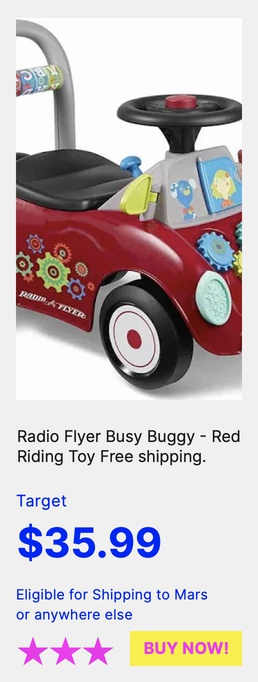 RADIO FLYER
Radio Flyer Busy Buggy - Red
Riding Toy Free shipping.
Target
$35.99
Eligible for Shipping to Mars
or anywhere else
BUY NOW!